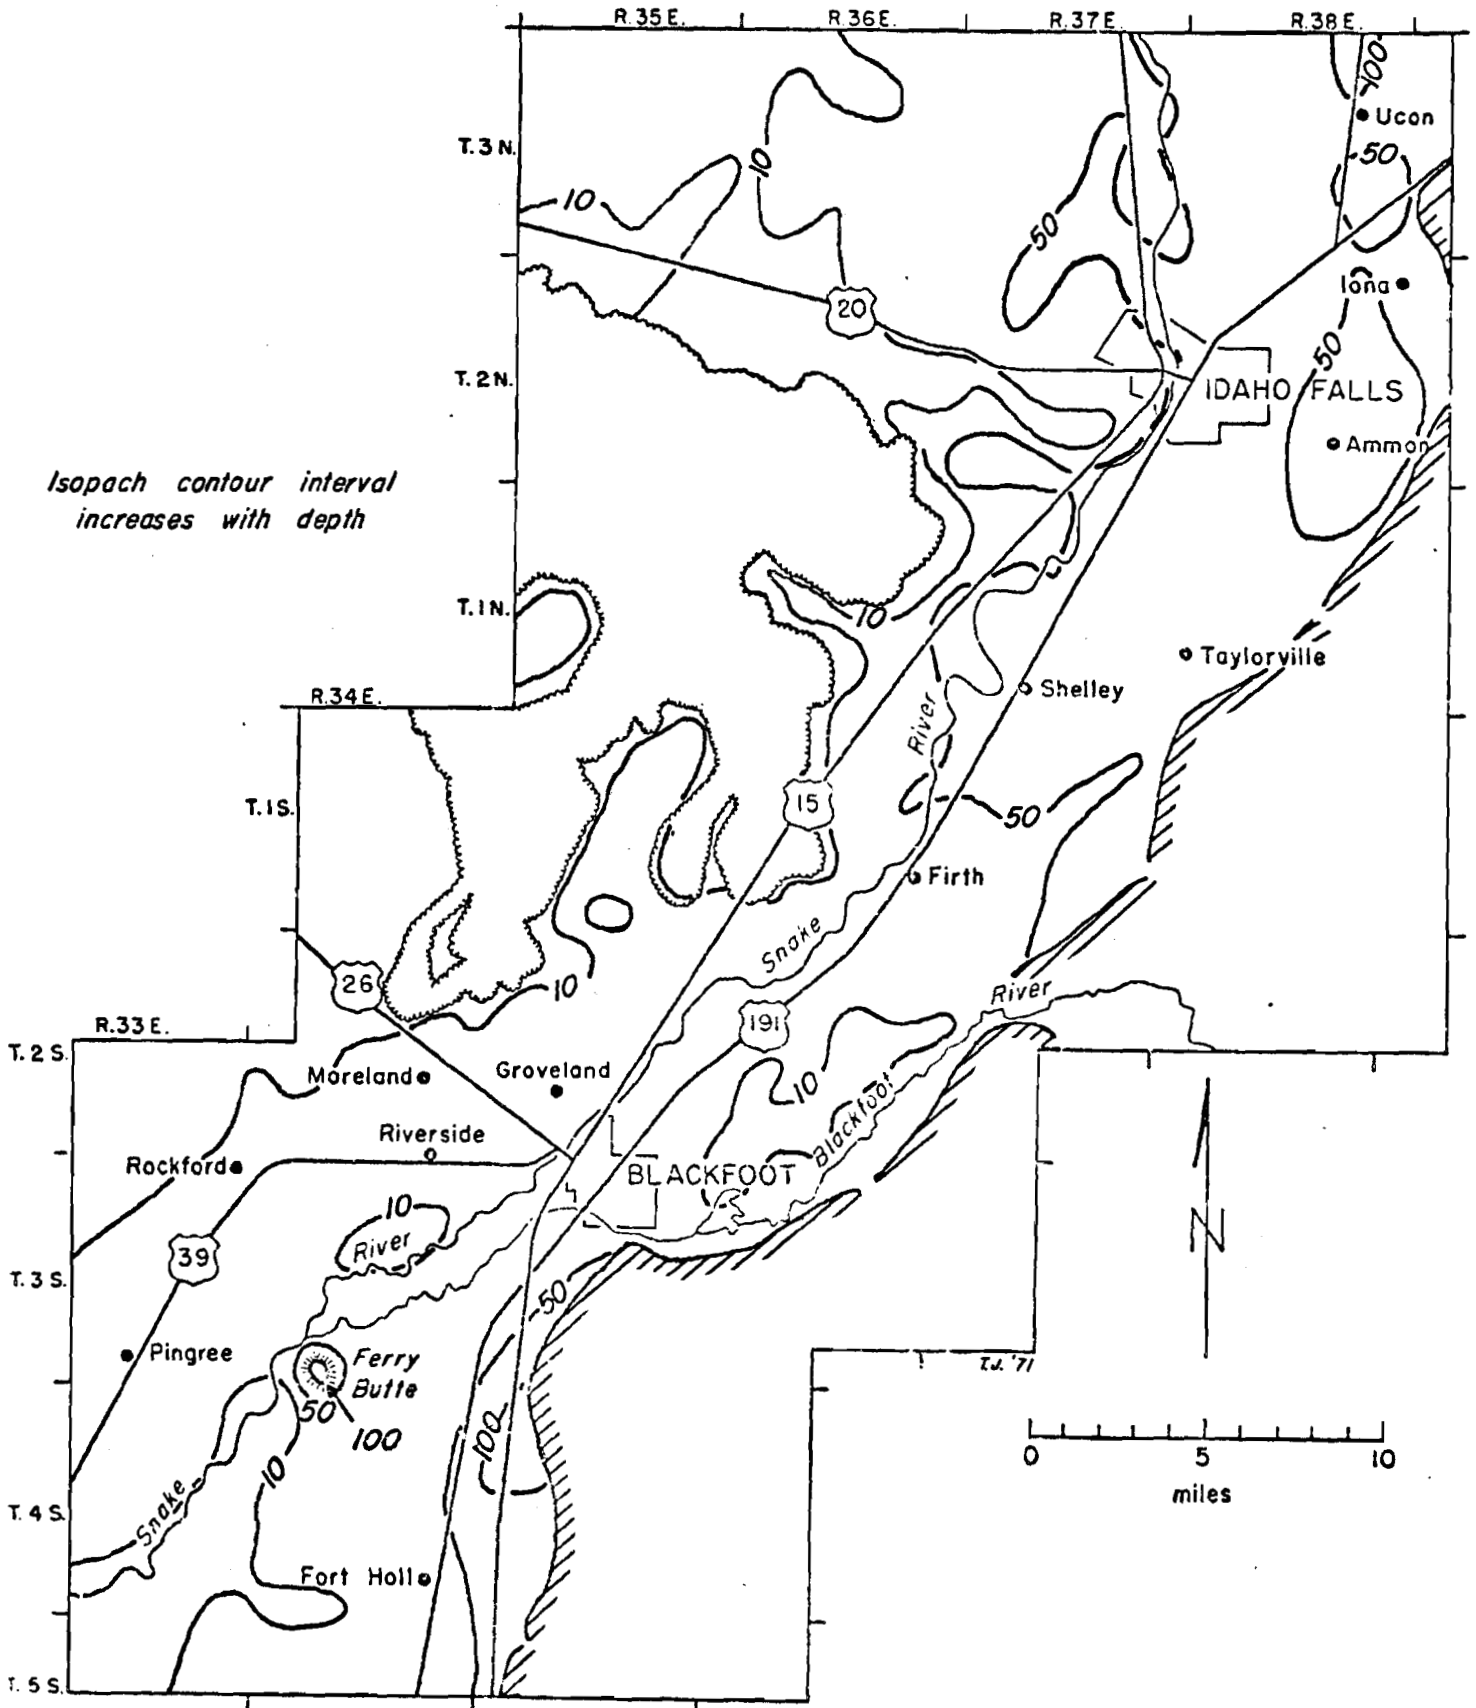 R.35E.
R.36E.
R.37E.
R.38E.
100
Ucon
T.3N.
10
50
10
50
Iona
20
50
T.2N.
IDAHO FALLS
Ammon
Isopach contour interval
increases with depth
T.1N.
10
Taylorville
R.34E.
Shelley
River
T.1S.
15
50
Firth
Snake
26
10
River
R.33E.
191
T.2S.
Moreland
Groveland
10
Blackfoot
Riverside
Rockford
BLACKFOOT
10
River
39
T.3S.
50
Pingree
Ferry
Butte
T.J.'71
50
100
N
100
10
0 5 10
miles
Snake
T.4S.
Fort Hall
T.5S.